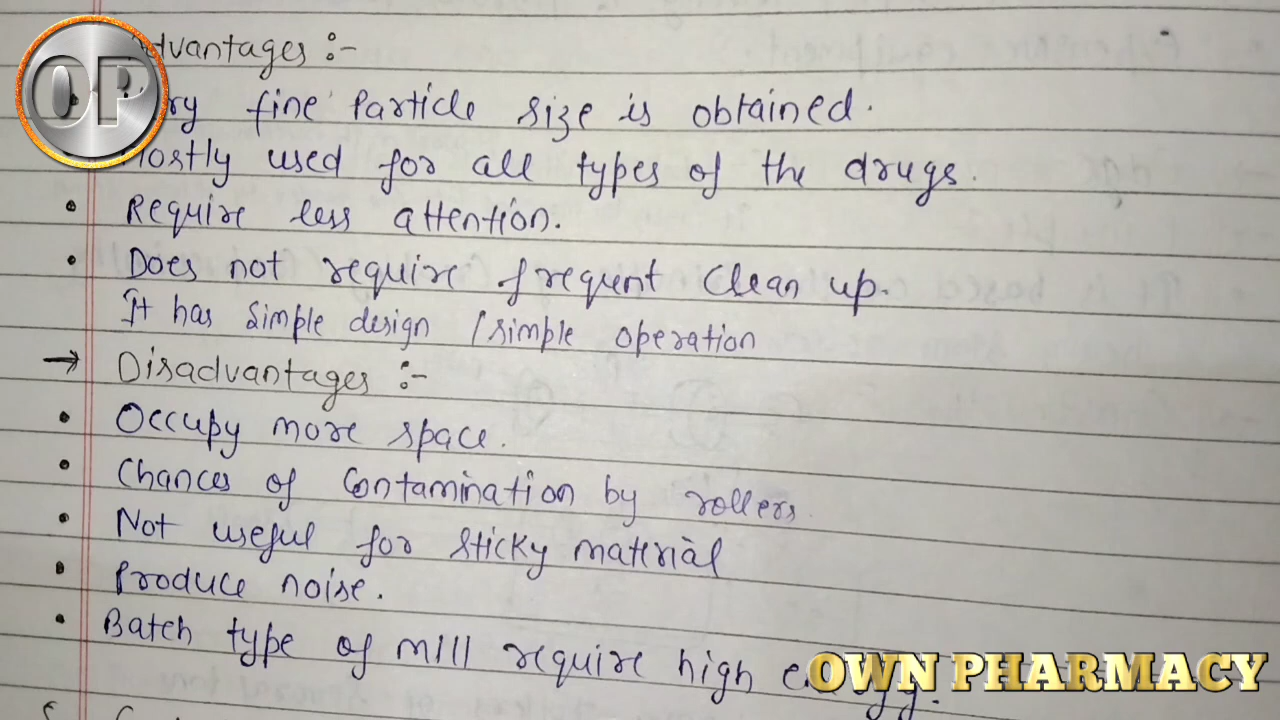 OP
dvantages :-
ry fine Particle size is obtained.
Mostly used for all types of the drugs.
• Require less attention.
• Does not require frequent clean up.
It has Simple design / simple operation
→ Disadvantages :-
• Occupy more space.
• Chances of Contamination by rollers.
• Not useful for sticky material
• Produce noise.
• Batch type of mill require high
OWN PHARMACY